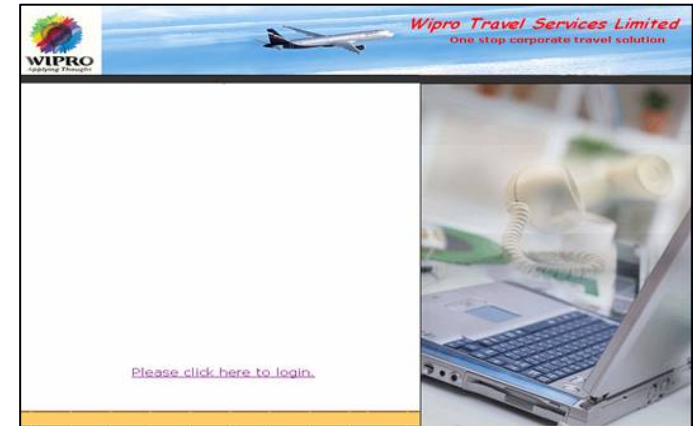 Wipro Travel Services Limited
One stop corporate travel solution
WIPRO
Applying Thought
Please click here to login.